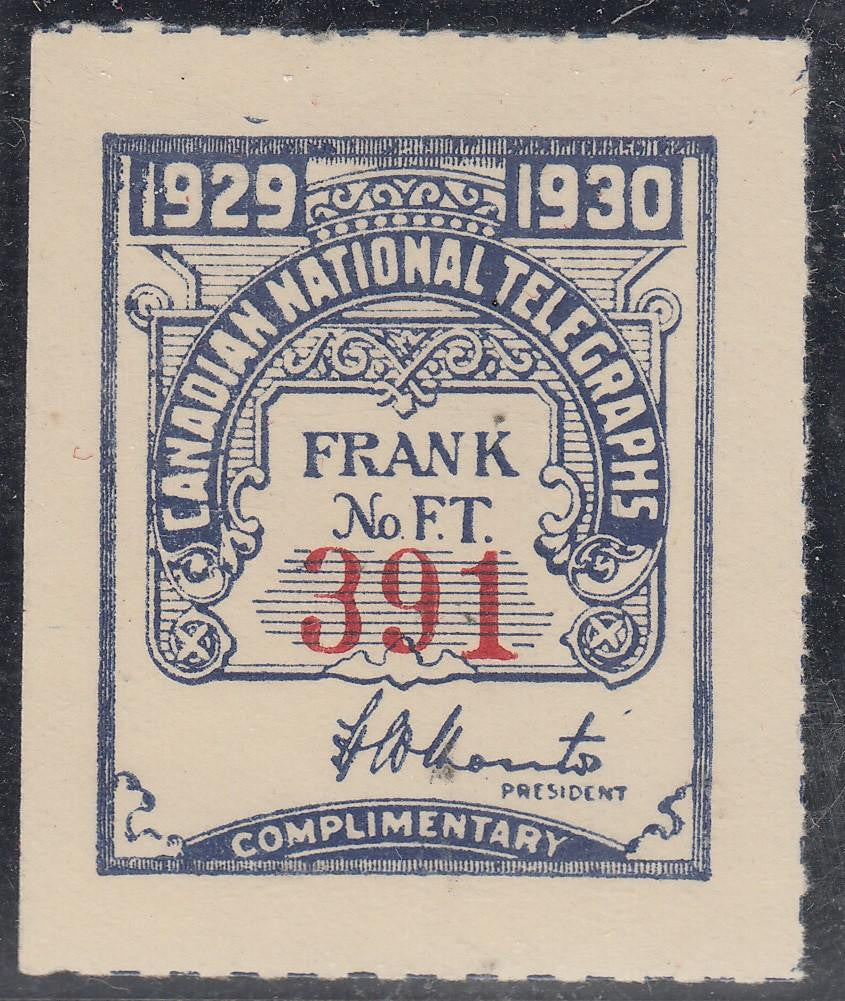 1929 1930
CANADIAN NATIONAL TELEGRAPHS
FRANK
No. F.T.
391
PRESIDENT
COMPLIMENTARY